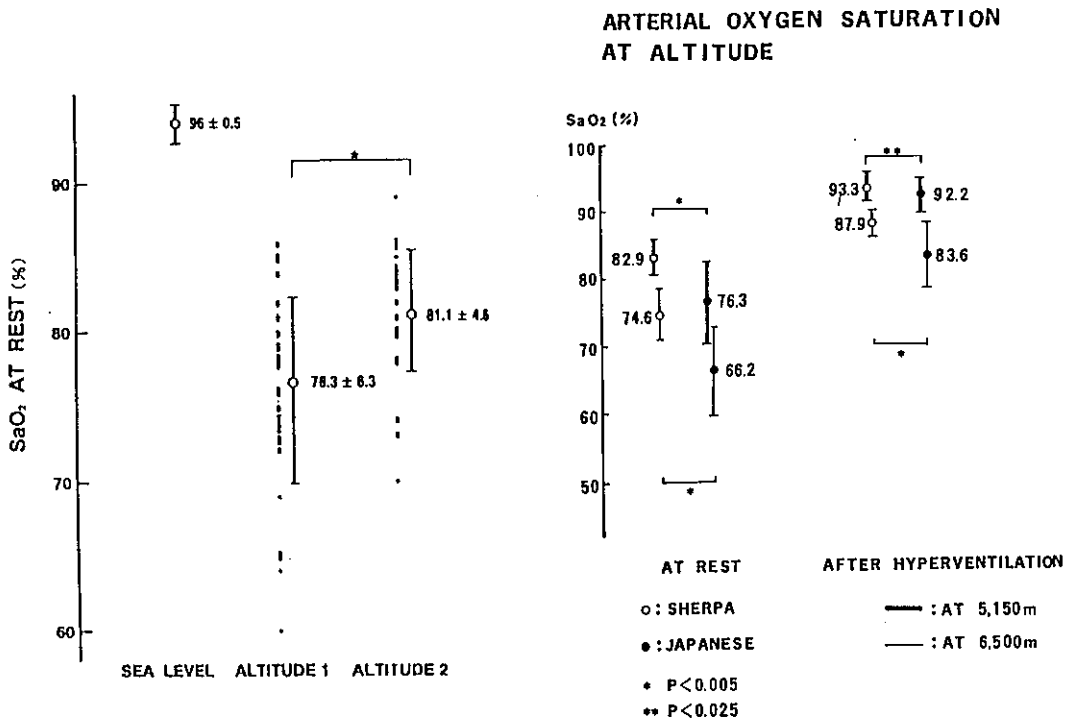 ARTERIAL OXYGEN SATURATION
AT ALTITUDE
SaO₂ AT REST (%)
90
80
70
60
96 ± 0.5
*
76.3 ± 6.3
81.1 ± 4.6
SEA LEVEL ALTITUDE 1 ALTITUDE 2
SaO₂ (%)
100
90
80
70
60
50
*
82.9
74.6
76.3
66.2
*
**
93.3
87.9
92.2
83.6
*
AT REST AFTER HYPERVENTILATION
○ : SHERPA
● : JAPANESE
* P<0.005
** P<0.025
: AT 5,150m
: AT 6,500m